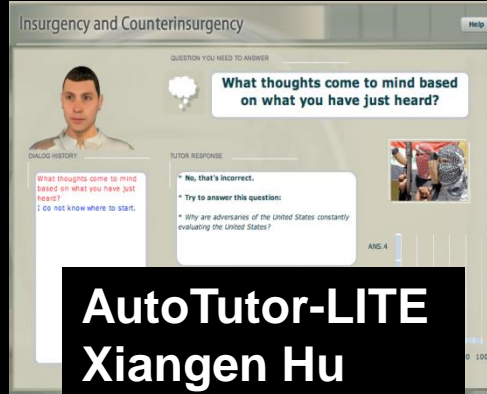 Insurgency and Counterinsurgency
Help
QUESTION YOU NEED TO ANSWER
What thoughts come to mind based
on what you have just heard?
DIALOG HISTORY
What thoughts come to mind
based on what you have just
heard?
I do not know where to start.
TUTOR RESPONSE
* No, that's incorrect.
* Try to answer this question:
* Why are adversaries of the United States constantly
evaluating the United States?
ANS.4
0 100
AutoTutor-LITE
Xiangen Hu